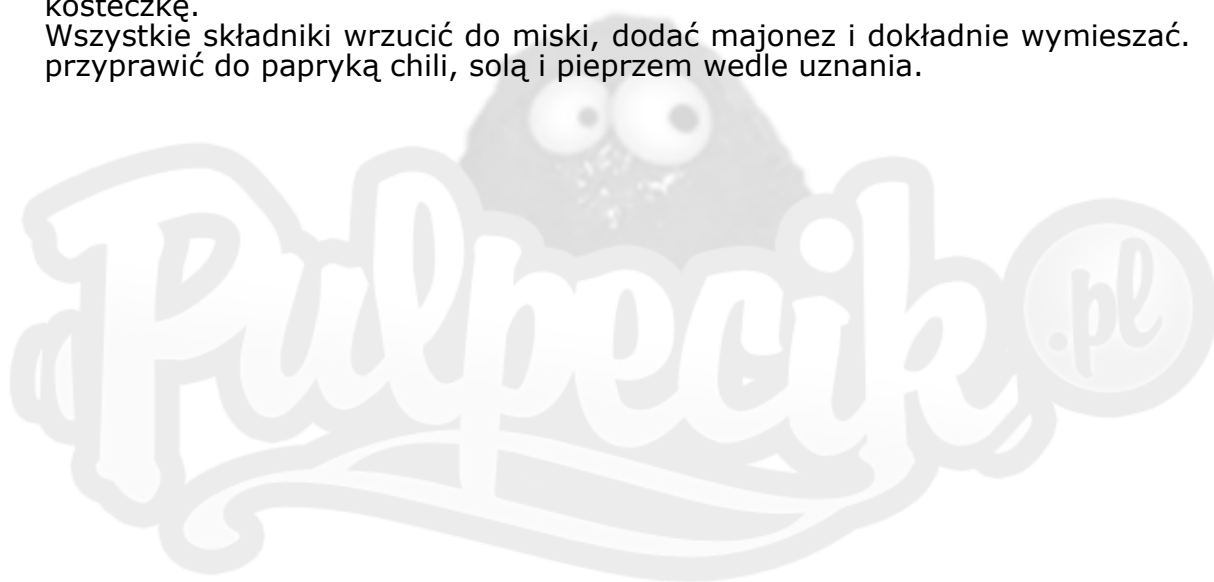 kosteczkę.
Wszystkie składniki wrzucić do miski, dodać majonez i dokładnie wymieszać.
przyprawić do papryką chili, solą i pieprzem wedle uznania.
Pulpecik.pl